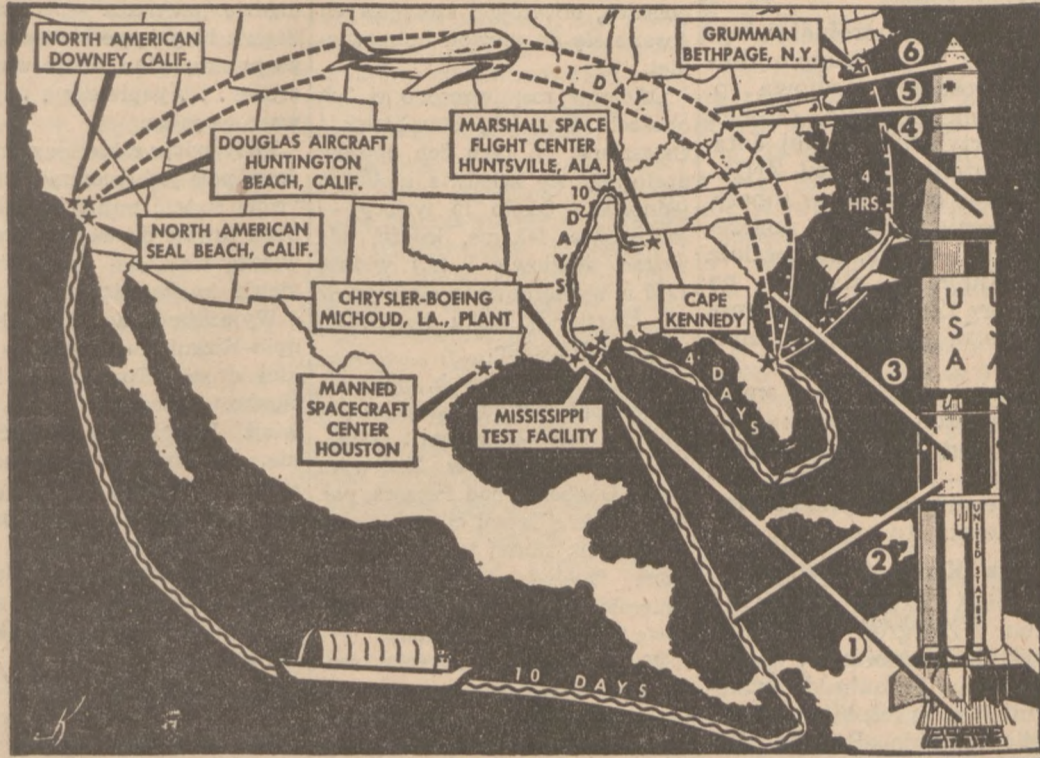 NORTH AMERICAN
DOWNEY, CALIF.
GRUMMAN
BETHPAGE, N.Y.
6
5
4
1 DAY
DOUGLAS AIRCRAFT
HUNTINGTON
BEACH, CALIF.
MARSHALL SPACE
FLIGHT CENTER
HUNTSVILLE, ALA.
4
HRS.
10
DAYS
NORTH AMERICAN
SEAL BEACH, CALIF.
CHRYSLER-BOEING
MICHOUD, LA., PLANT
CAPE
KENNEDY
USA
US
3
4 DAYS
MANNED
SPACECRAFT
CENTER
HOUSTON
MISSISSIPPI
TEST FACILITY
2
UNITED STATES
1
10 DAYS